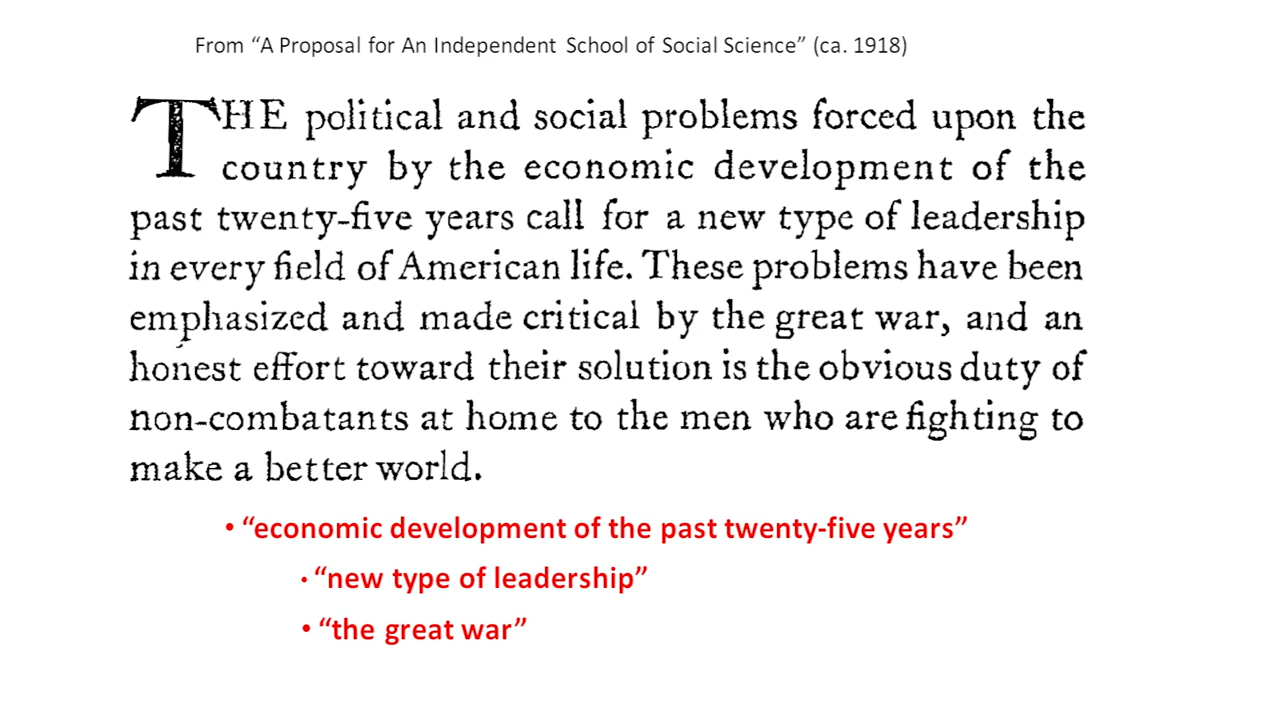 From “A Proposal for An Independent School of Social Science” (ca. 1918)
THE political and social problems forced upon the
country by the economic development of the
past twenty-five years call for a new type of leadership
in every field of American life. These problems have been
emphasized and made critical by the great war, and an
honest effort toward their solution is the obvious duty of
non-combatants at home to the men who are fighting to
make a better world.
• “economic development of the past twenty-five years”
• “new type of leadership”
• “the great war”